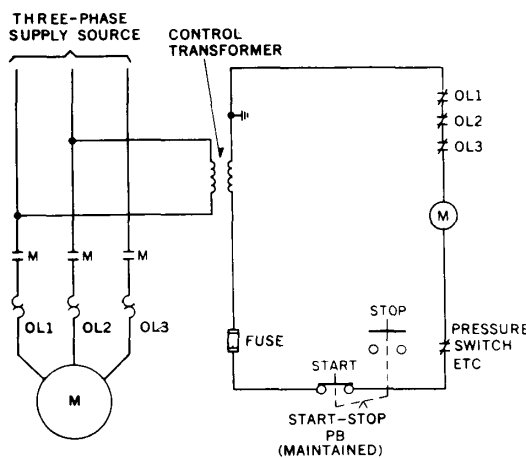 THREE-PHASE
SUPPLY SOURCE
CONTROL
TRANSFORMER
OL1
OL2
OL3
M
M
M
M
OL1
OL2
OL3
M
FUSE
STOP
START
PRESSURE
SWITCH
ETC
START-STOP
PB
(MAINTAINED)